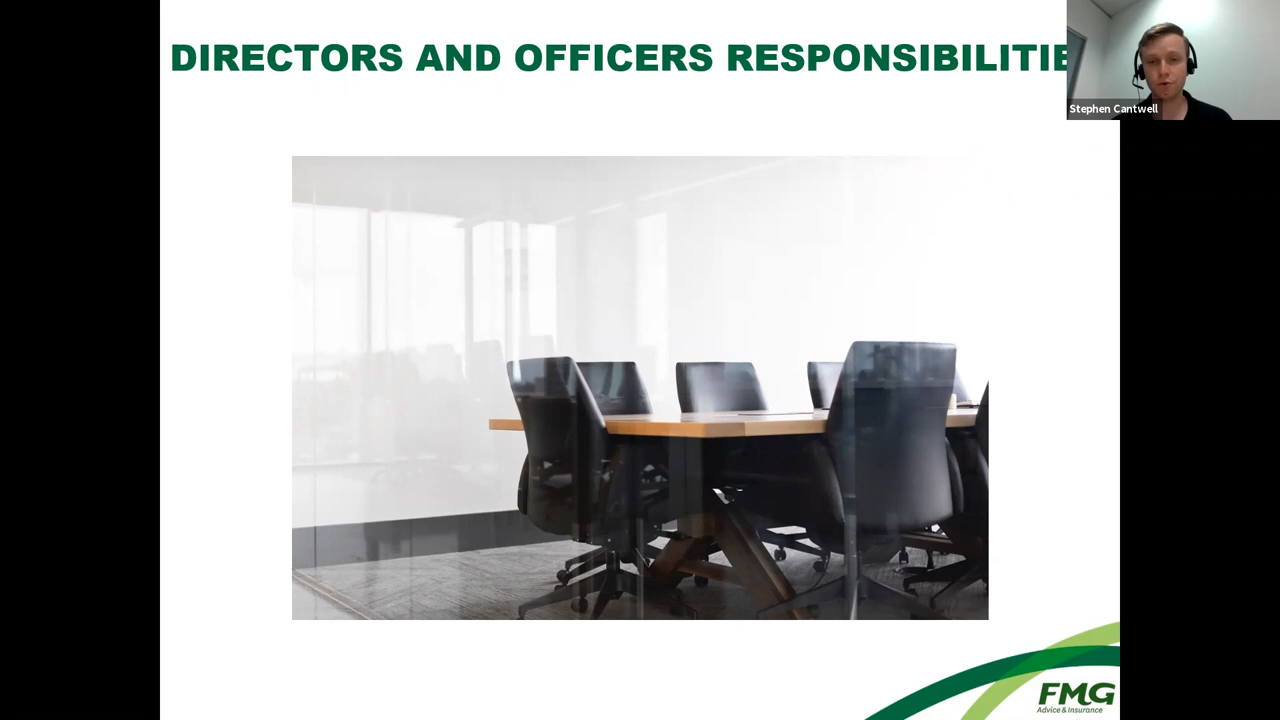 DIRECTORS AND OFFICERS RESPONSIBILITIE
Stephen Cantwell
FMG
Advice & Insurance